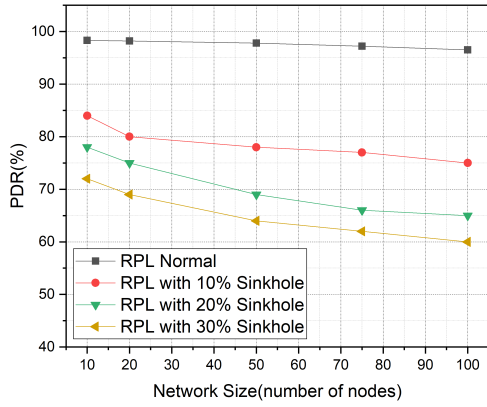 100
90
80
70
60
50
40
PDR(%)
RPL Normal
RPL with 10% Sinkhole
RPL with 20% Sinkhole
RPL with 30% Sinkhole
10 20 30 40 50 60 70 80 90 100
Network Size(number of nodes)